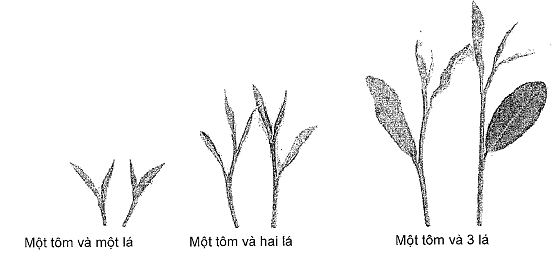 Một tôm và một lá
Một tôm và hai lá
Một tôm và 3 lá